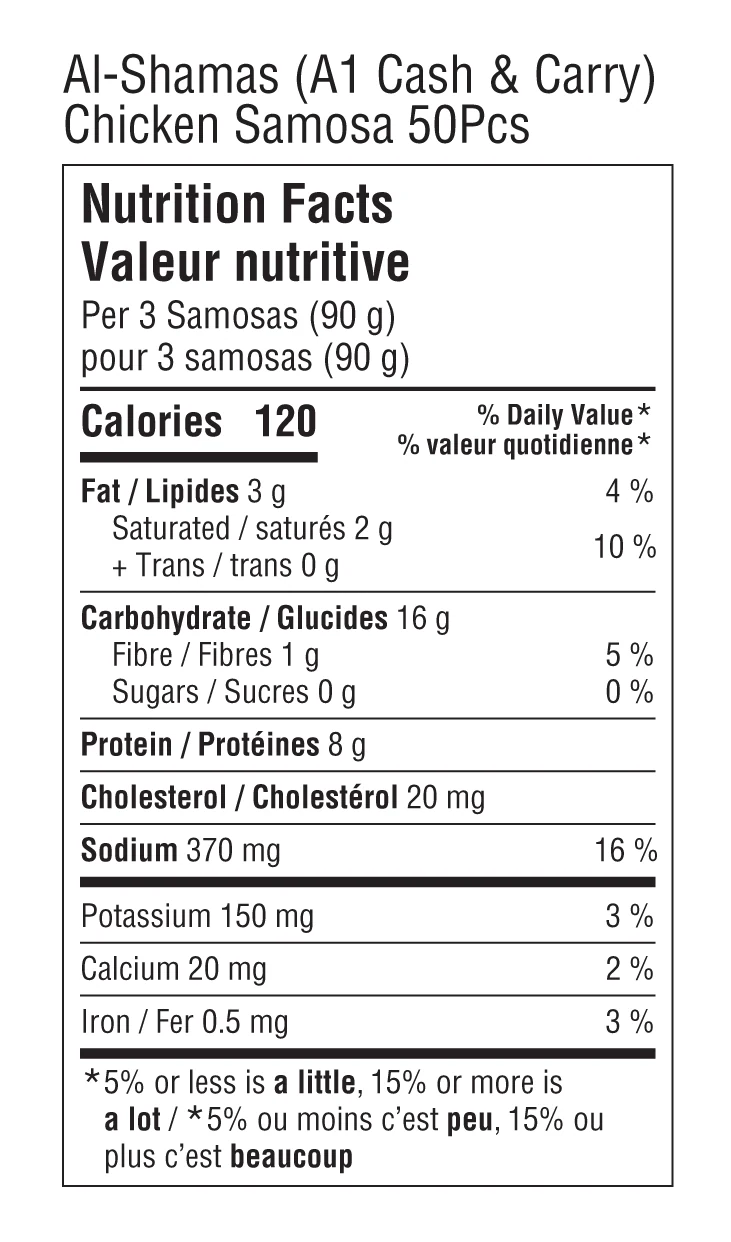 Al-Shamas (A1 Cash & Carry)
Chicken Samosa 50Pcs
Nutrition Facts
Valeur nutritive
Per 3 Samosas (90 g)
pour 3 samosas (90 g)
Calories 120
% Daily Value*
% valeur quotidienne*
Fat / Lipides 3 g 4 %
Saturated / saturés 2 g
+ Trans / trans 0 g
10 %
Carbohydrate / Glucides 16 g
Fibre / Fibres 1 g 5 %
Sugars / Sucres 0 g 0 %
Protein / Protéines 8 g
Cholesterol / Cholestérol 20 mg
Sodium 370 mg 16 %
Potassium 150 mg 3 %
Calcium 20 mg 2 %
Iron / Fer 0.5 mg 3 %
*5% or less is a little, 15% or more is
a lot / *5% ou moins c’est peu, 15% ou
plus c’est beaucoup